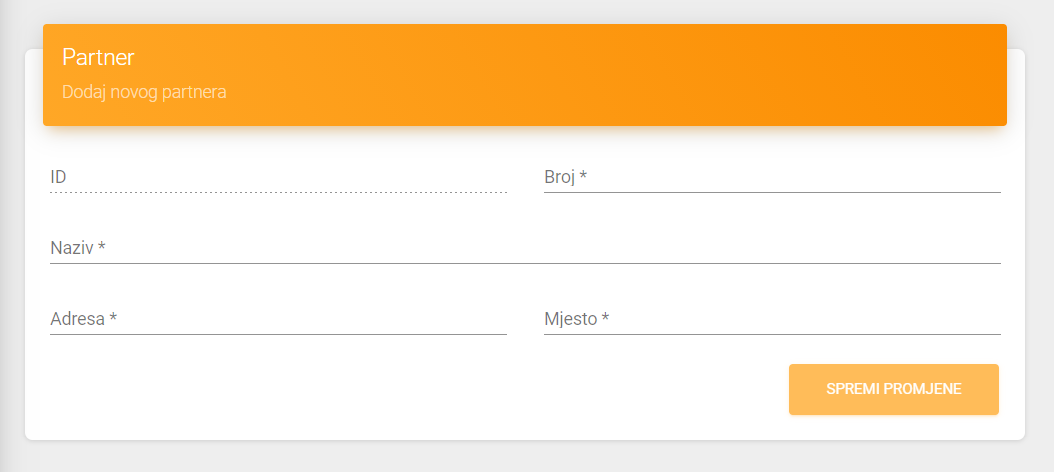 Partner
Dodaj novog partnera
ID
Broj *
Naziv *
Adresa *
Mjesto *
SPREMI PROMJENE